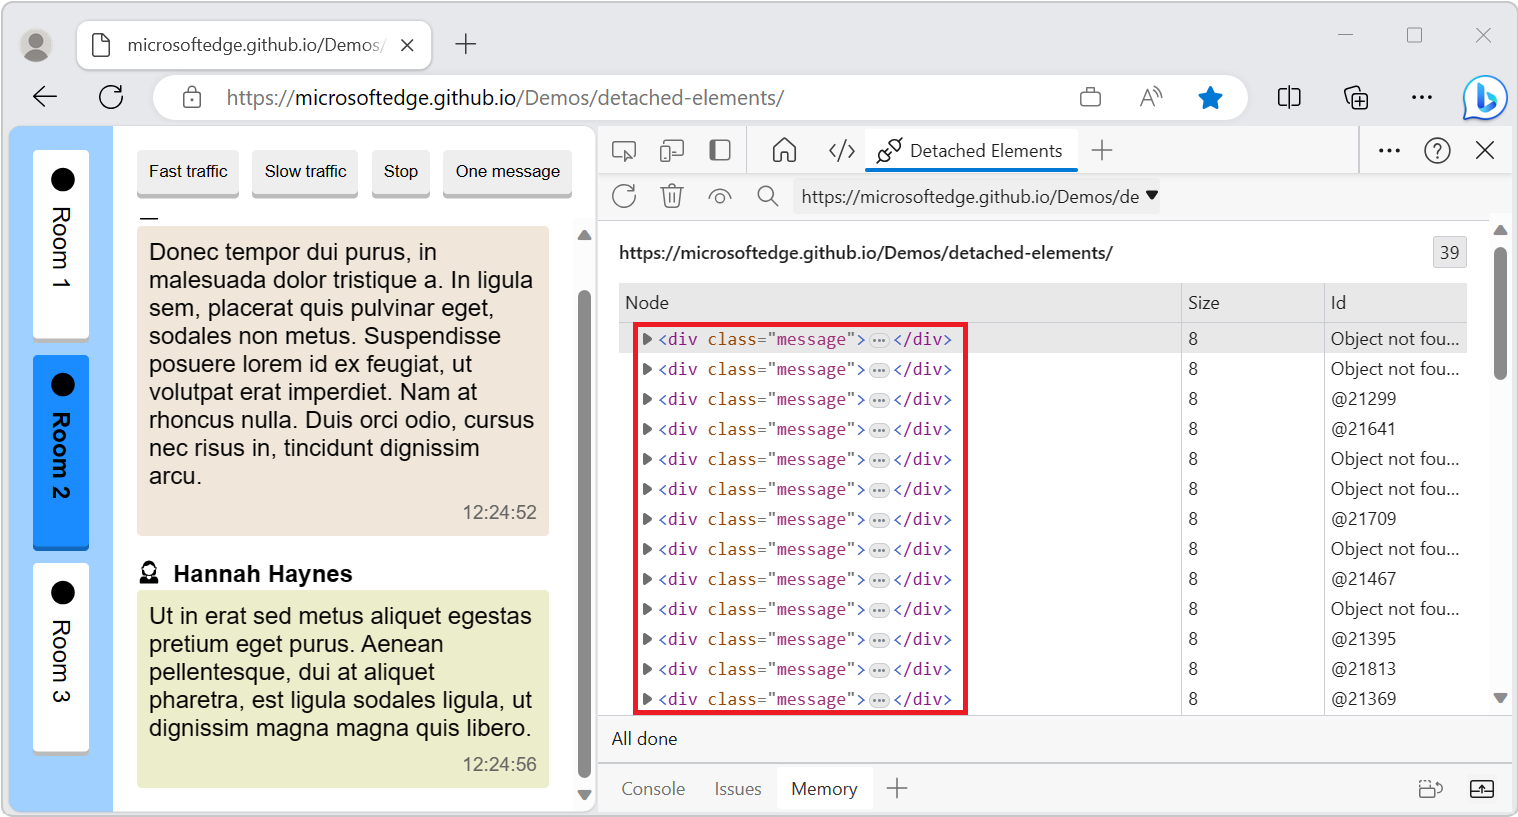 microsoftedge.github.io/Demos/
https://microsoftedge.github.io/Demos/detached-elements/
Room 1
Room 2
Room 3
Fast traffic
Slow traffic
Stop
One message
Donec tempor dui purus, in
malesuada dolor tristique a. In ligula
sem, placerat quis pulvinar eget,
sodales non metus. Suspendisse
posuere lorem id ex feugiat, ut
volutpat erat imperdiet. Nam at
rhoncus nulla. Duis orci odio, cursus
nec risus in, tincidunt dignissim
arcu.
12:24:52
Hannah Haynes
Ut in erat sed metus aliquet egestas
pretium eget purus. Aenean
pellentesque, dui at aliquet
pharetra, est ligula sodales ligula, ut
dignissim magna magna quis libero.
12:24:56
Detached Elements
https://microsoftedge.github.io/Demos/de
https://microsoftedge.github.io/Demos/detached-elements/ 39
Node Size Id
<div class="message">…</div> 8 Object not fou...
<div class="message">…</div> 8 Object not fou...
<div class="message">…</div> 8 @21299
<div class="message">…</div> 8 @21641
<div class="message">…</div> 8 Object not fou...
<div class="message">…</div> 8 Object not fou...
<div class="message">…</div> 8 @21709
<div class="message">…</div> 8 Object not fou...
<div class="message">…</div> 8 @21467
<div class="message">…</div> 8 Object not fou...
<div class="message">…</div> 8 @21395
<div class="message">…</div> 8 @21813
<div class="message">…</div> 8 @21369
All done
Console Issues Memory